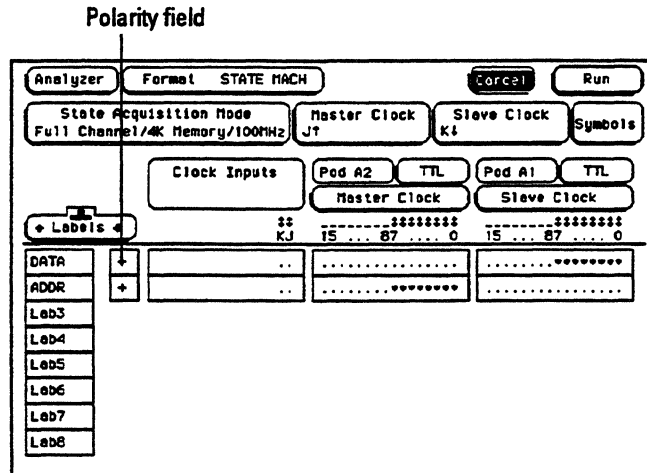 Polarity field
Analyzer Format STATE MACH Cancel Run
State Acquisition Mode Master Clock Slave Clock Symbols
Full Channel/4K Memory/100MHz J↑ K↓
Clock Inputs Pod A2 TTL Pod A1 TTL
Master Clock Slave Clock
Labels
KJ 15 ... 87 .... 0 15 ... 87 .... 0
DATA + .. ................ ........********
ADDR + .. ........******** ................
Lab3
Lab4
Lab5
Lab6
Lab7
Lab8